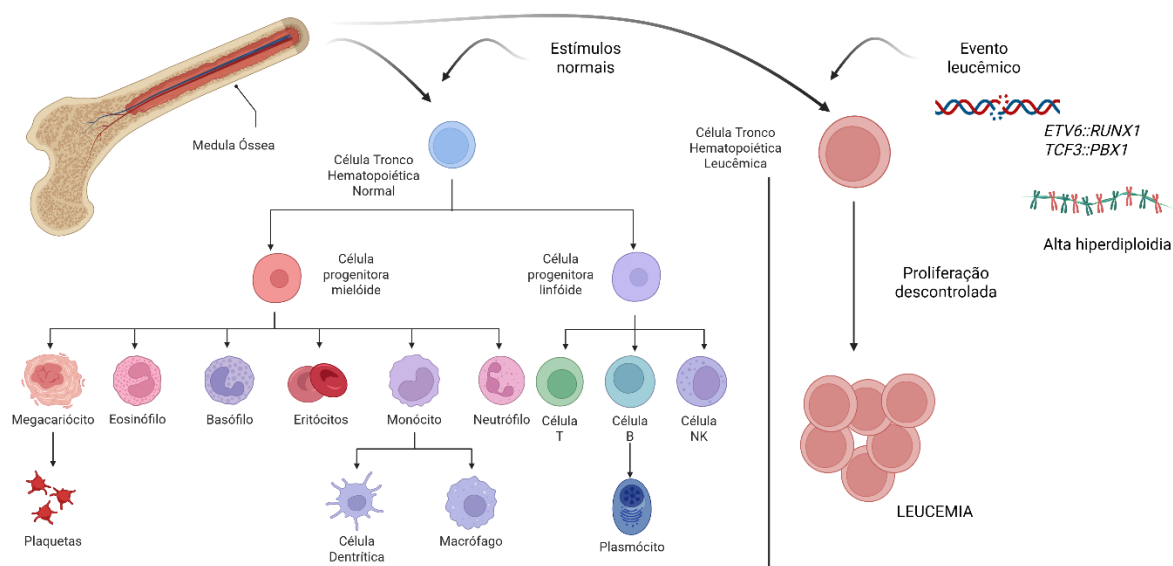 Estímulos
normais
Evento
leucêmico
Medula Óssea
Célula Tronco
Hematopoiética
Normal
Célula Tronco
Hematopoiética
Leucêmica
ETV6::RUNX1
TCF3::PBX1
Alta hiperdiploidia
Célula
progenitora
mielóide
Célula
progenitora
linfóide
Proliferação
descontrolada
Megacariócito
Eosinófilo
Basófilo
Eritócitos
Monócito
Neutrófilo
Célula
T
Célula
B
Célula
NK
Plaquetas
Célula
Dentrítica
Macrófago
Plasmócito
LEUCEMIA